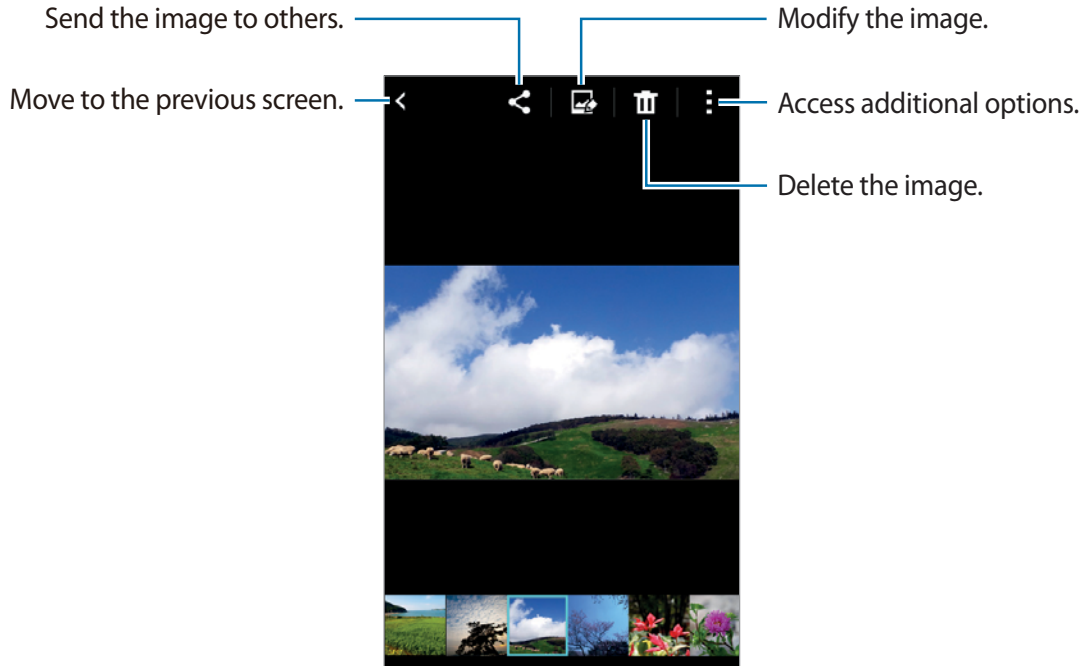 Send the image to others.
Modify the image.
Move to the previous screen.
Access additional options.
Delete the image.